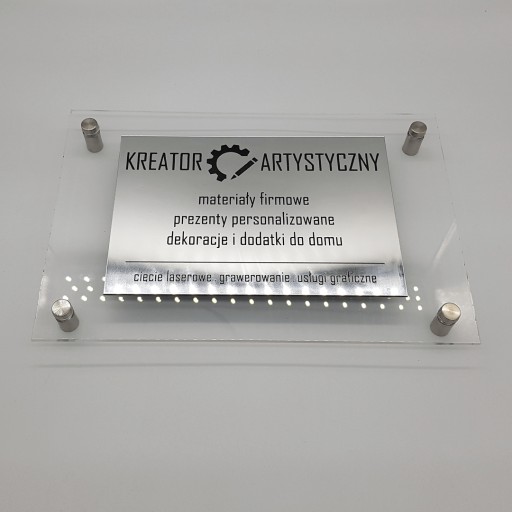 KREATOR ARTYSTYCZNY
materiały firmowe
prezenty personalizowane
dekoracje i dodatki do domu
cięcie laserowe . grawerowanie . usługi graficzne